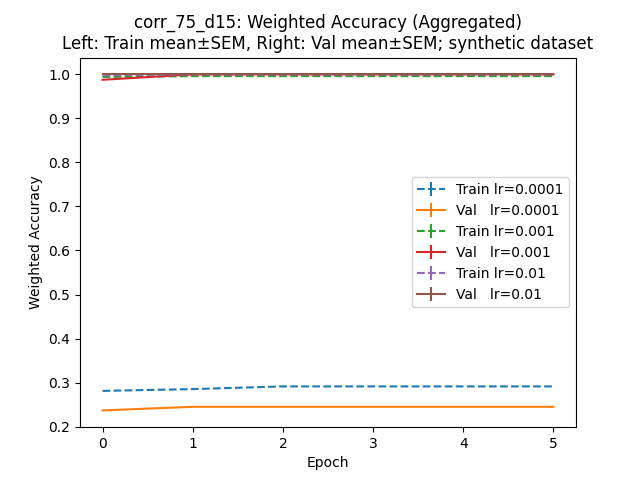 corr_75_d15: Weighted Accuracy (Aggregated)
Left: Train mean±SEM, Right: Val mean±SEM; synthetic dataset
Weighted Accuracy
1.0
0.9
0.8
0.7
0.6
0.5
0.4
0.3
0.2
Train lr=0.0001
Val   lr=0.0001
Train lr=0.001
Val   lr=0.001
Train lr=0.01
Val   lr=0.01
0 1 2 3 4 5
Epoch